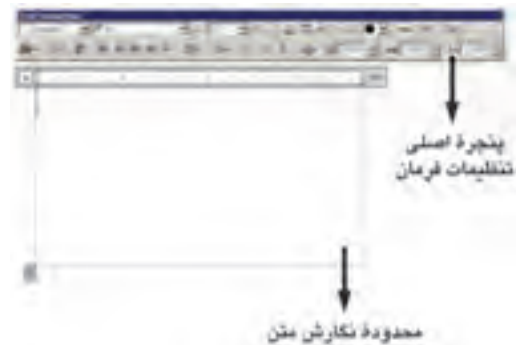 پنجرهٔ اصلی
تنظیمات فرمان
محدودهٔ نگارش متن